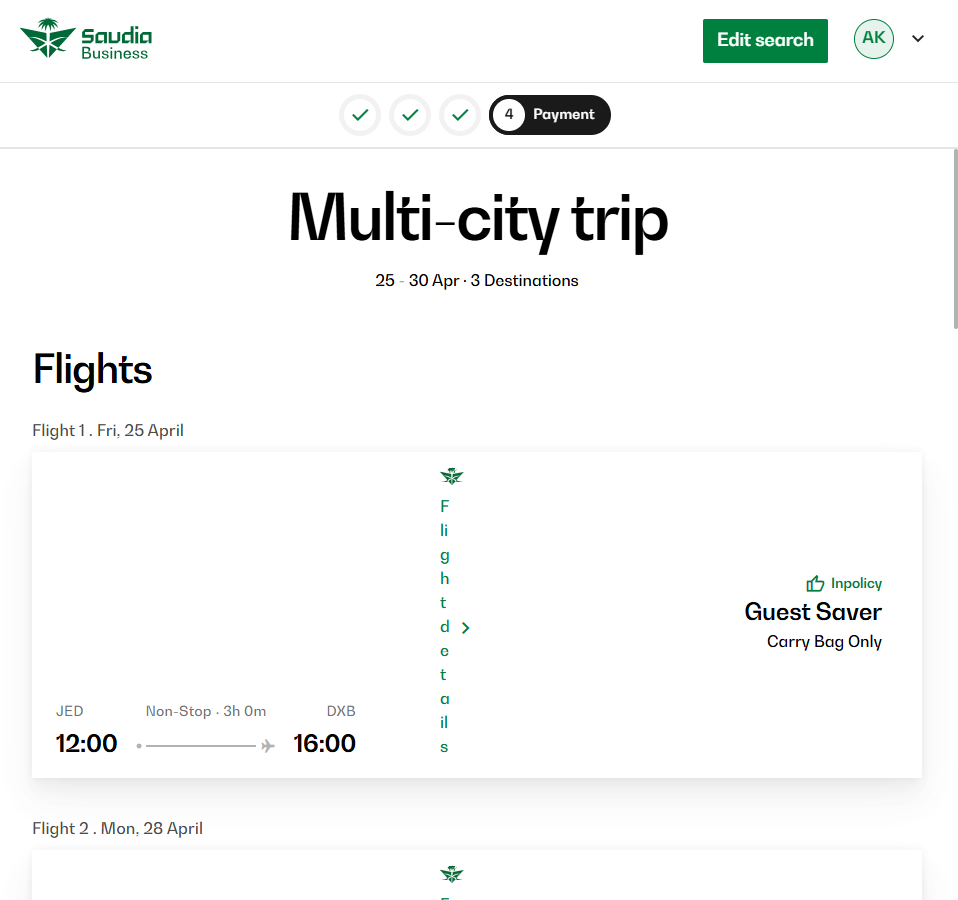 Saudia
Business
Edit search
AK
4 Payment
Multi-city trip
25 - 30 Apr · 3 Destinations
Flights
Flight 1 . Fri, 25 April
Flight details
Inpolicy
Guest Saver
Carry Bag Only
JED Non-Stop · 3h 0m DXB
12:00 16:00
Flight 2 . Mon, 28 April